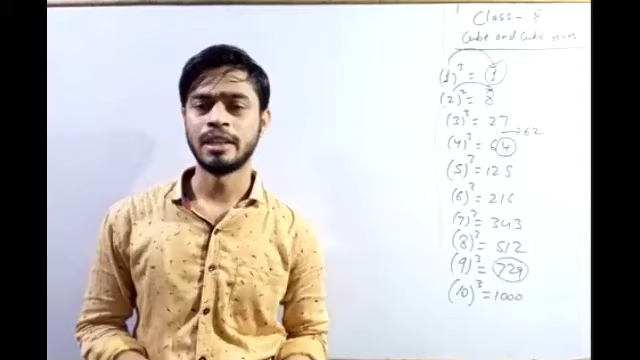 Class - 8
Cube and Cube roots
(1)³ = 1
(2)³ = 8
(3)³ = 27
→ 62
(4)³ = 64
(5)³ = 125
(6)³ = 216
(7)³ = 343
(8)³ = 512
(9)³ = 729
(10)³ = 1000